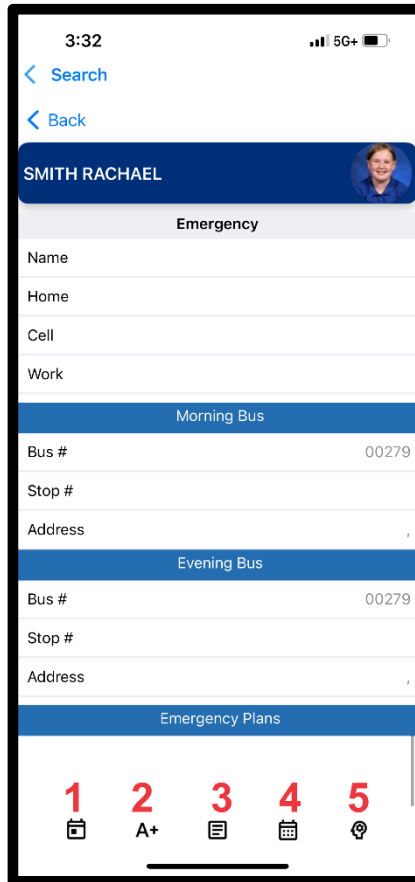 3:32 5G+
Search
Back
SMITH RACHAEL
Emergency
Name
Home
Cell
Work
Morning Bus
Bus # 00279
Stop #
Address ,
Evening Bus
Bus # 00279
Stop #
Address ,
Emergency Plans
1 2 3 4 5
A+